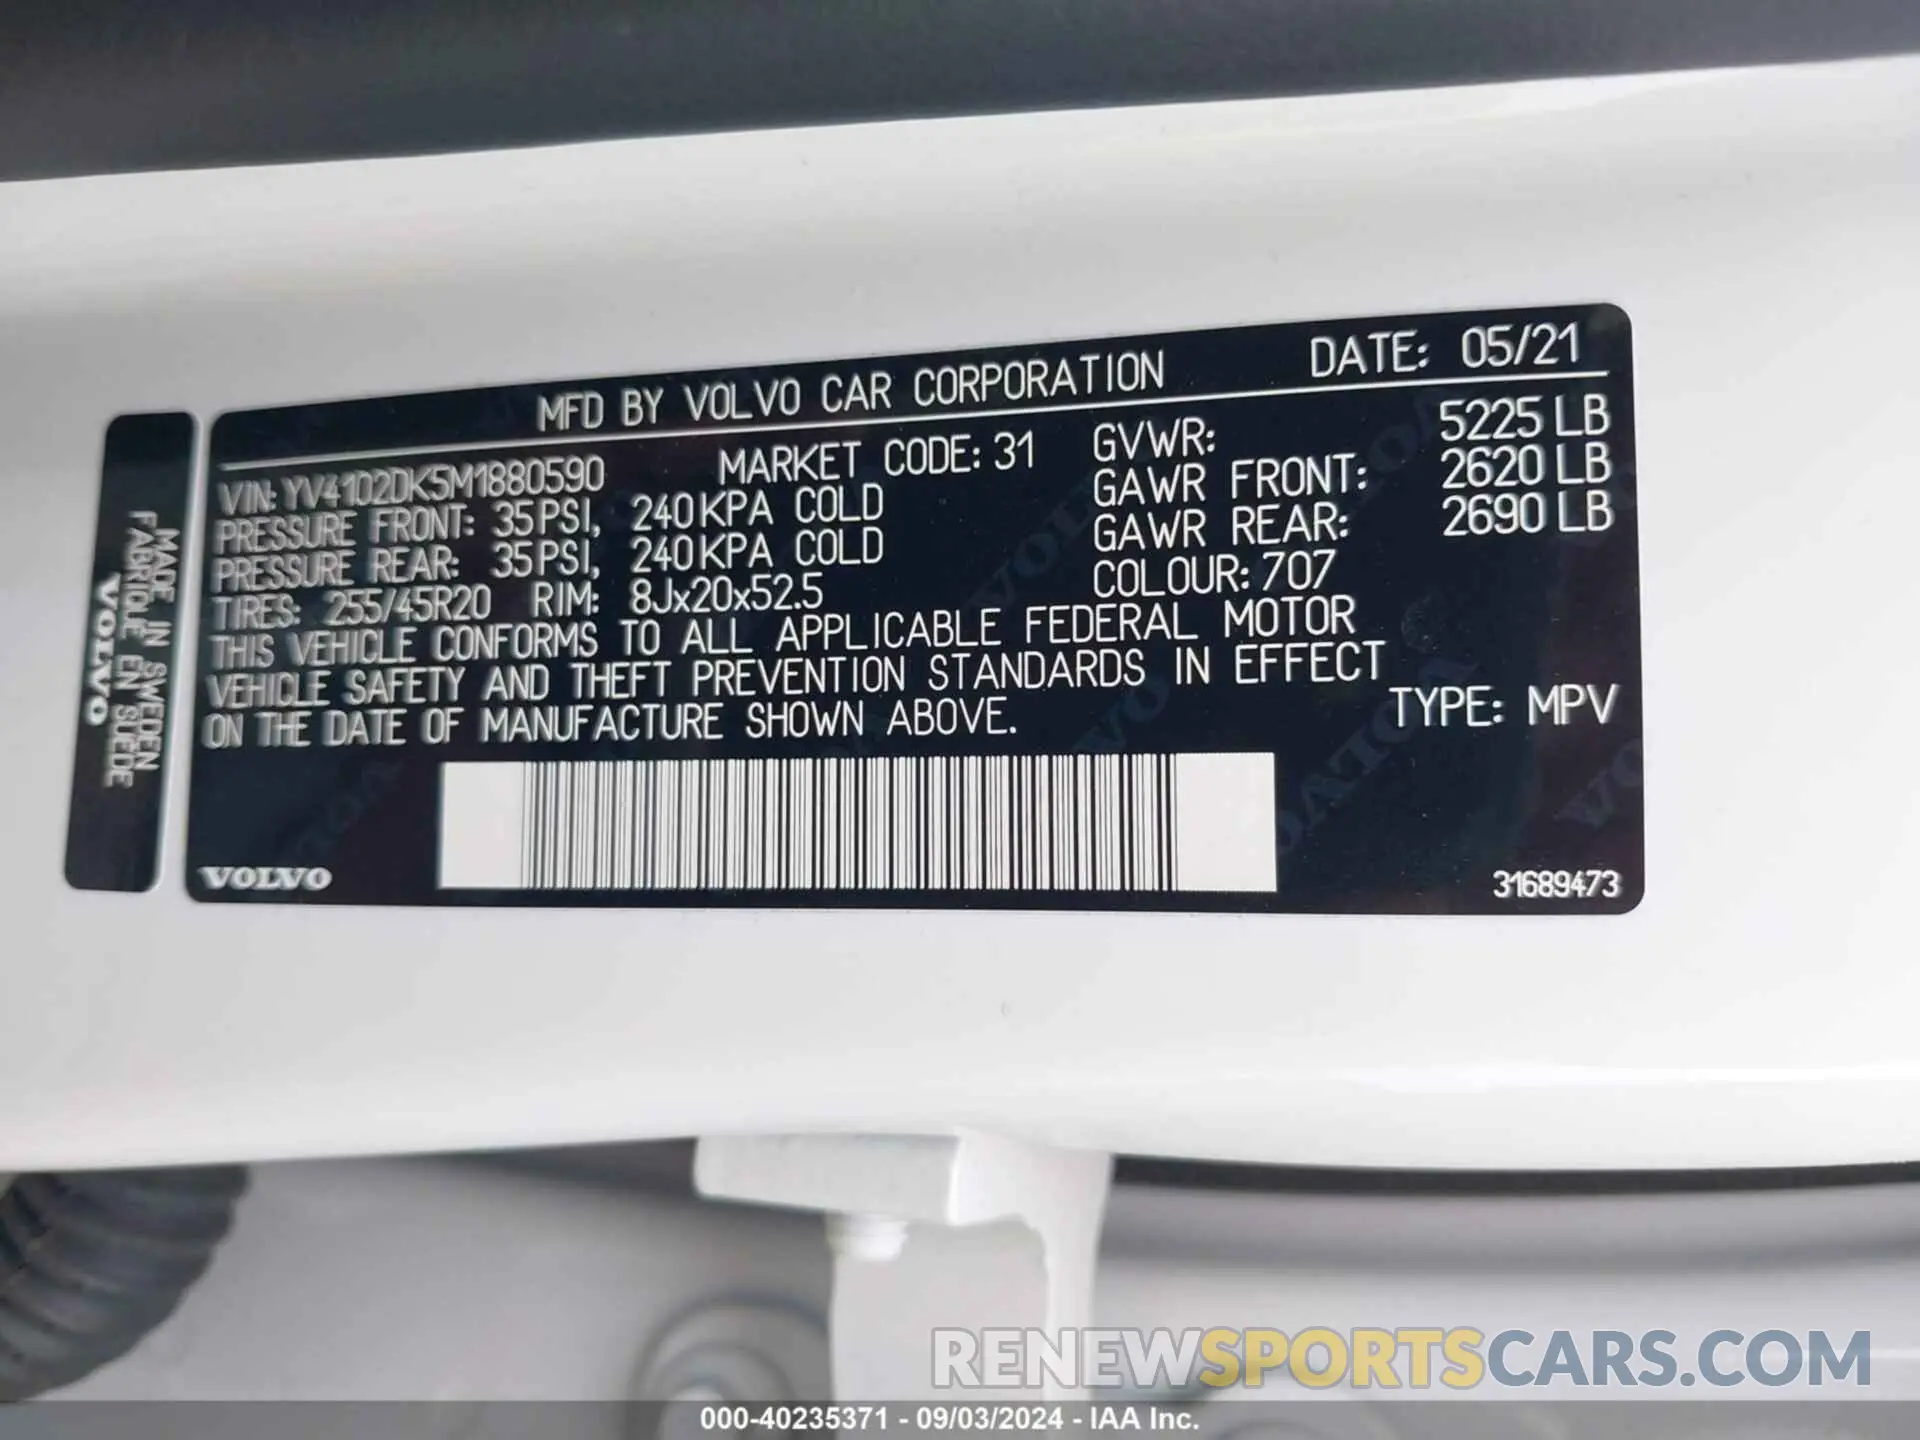 MFD BY VOLVO CAR CORPORATION DATE: 05/21
VIN: YV4102DK5M1880590 MARKET CODE: 31 GVWR: 5225 LB
PRESSURE FRONT: 35 PSI, 240 KPA COLD GAWR FRONT: 2620 LB
PRESSURE REAR: 35 PSI, 240 KPA COLD GAWR REAR: 2690 LB
TIRES: 255/45R20 RIM: 8Jx20x52.5 COLOUR: 707
THIS VEHICLE CONFORMS TO ALL APPLICABLE FEDERAL MOTOR
VEHICLE SAFETY AND THEFT PREVENTION STANDARDS IN EFFECT
ON THE DATE OF MANUFACTURE SHOWN ABOVE. TYPE: MPV
VOLVO 31689473
MADE IN SWEDEN
FABRIQUE EN SUEDE
VOLVO
RENEWSPORTSCARS.COM
000-40235371 - 09/03/2024 - IAA Inc.